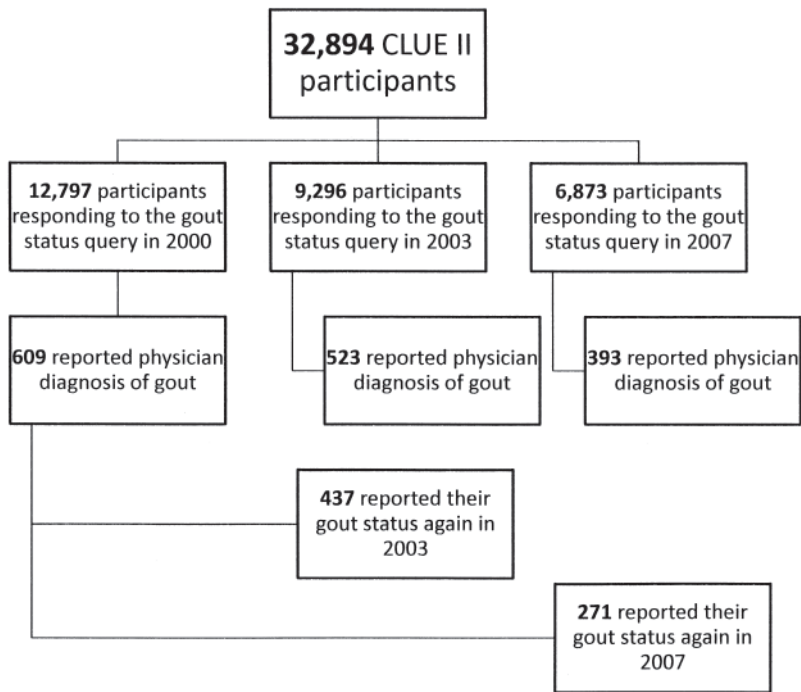 32,894 CLUE II
participants
12,797 participants
responding to the gout
status query in 2000
9,296 participants
responding to the gout
status query in 2003
6,873 participants
responding to the gout
status query in 2007
609 reported physician
diagnosis of gout
523 reported physician
diagnosis of gout
393 reported physician
diagnosis of gout
437 reported their
gout status again in
2003
271 reported their
gout status again in
2007